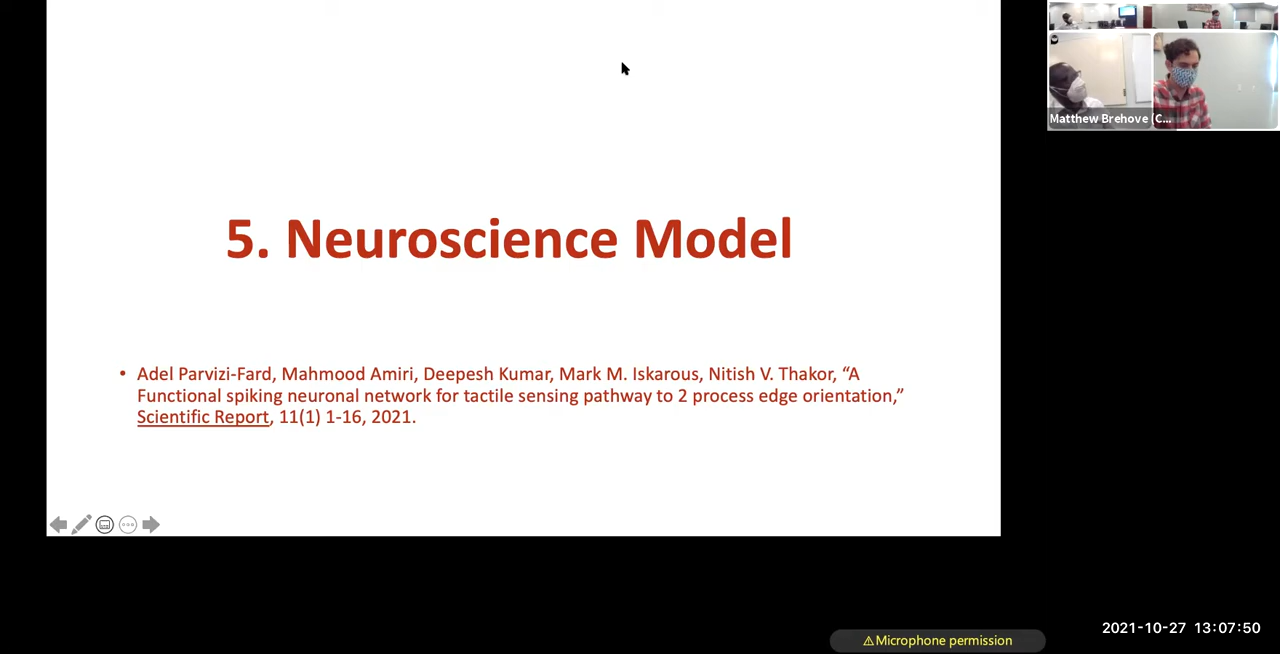 5. Neuroscience Model
• Adel Parvizi-Fard, Mahmood Amiri, Deepesh Kumar, Mark M. Iskarous, Nitish V. Thakor, “A
Functional spiking neuronal network for tactile sensing pathway to 2 process edge orientation,”
Scientific Report, 11(1) 1-16, 2021.
Matthew Brehove (C...
2021-10-27 13:07:50
⚠Microphone permission